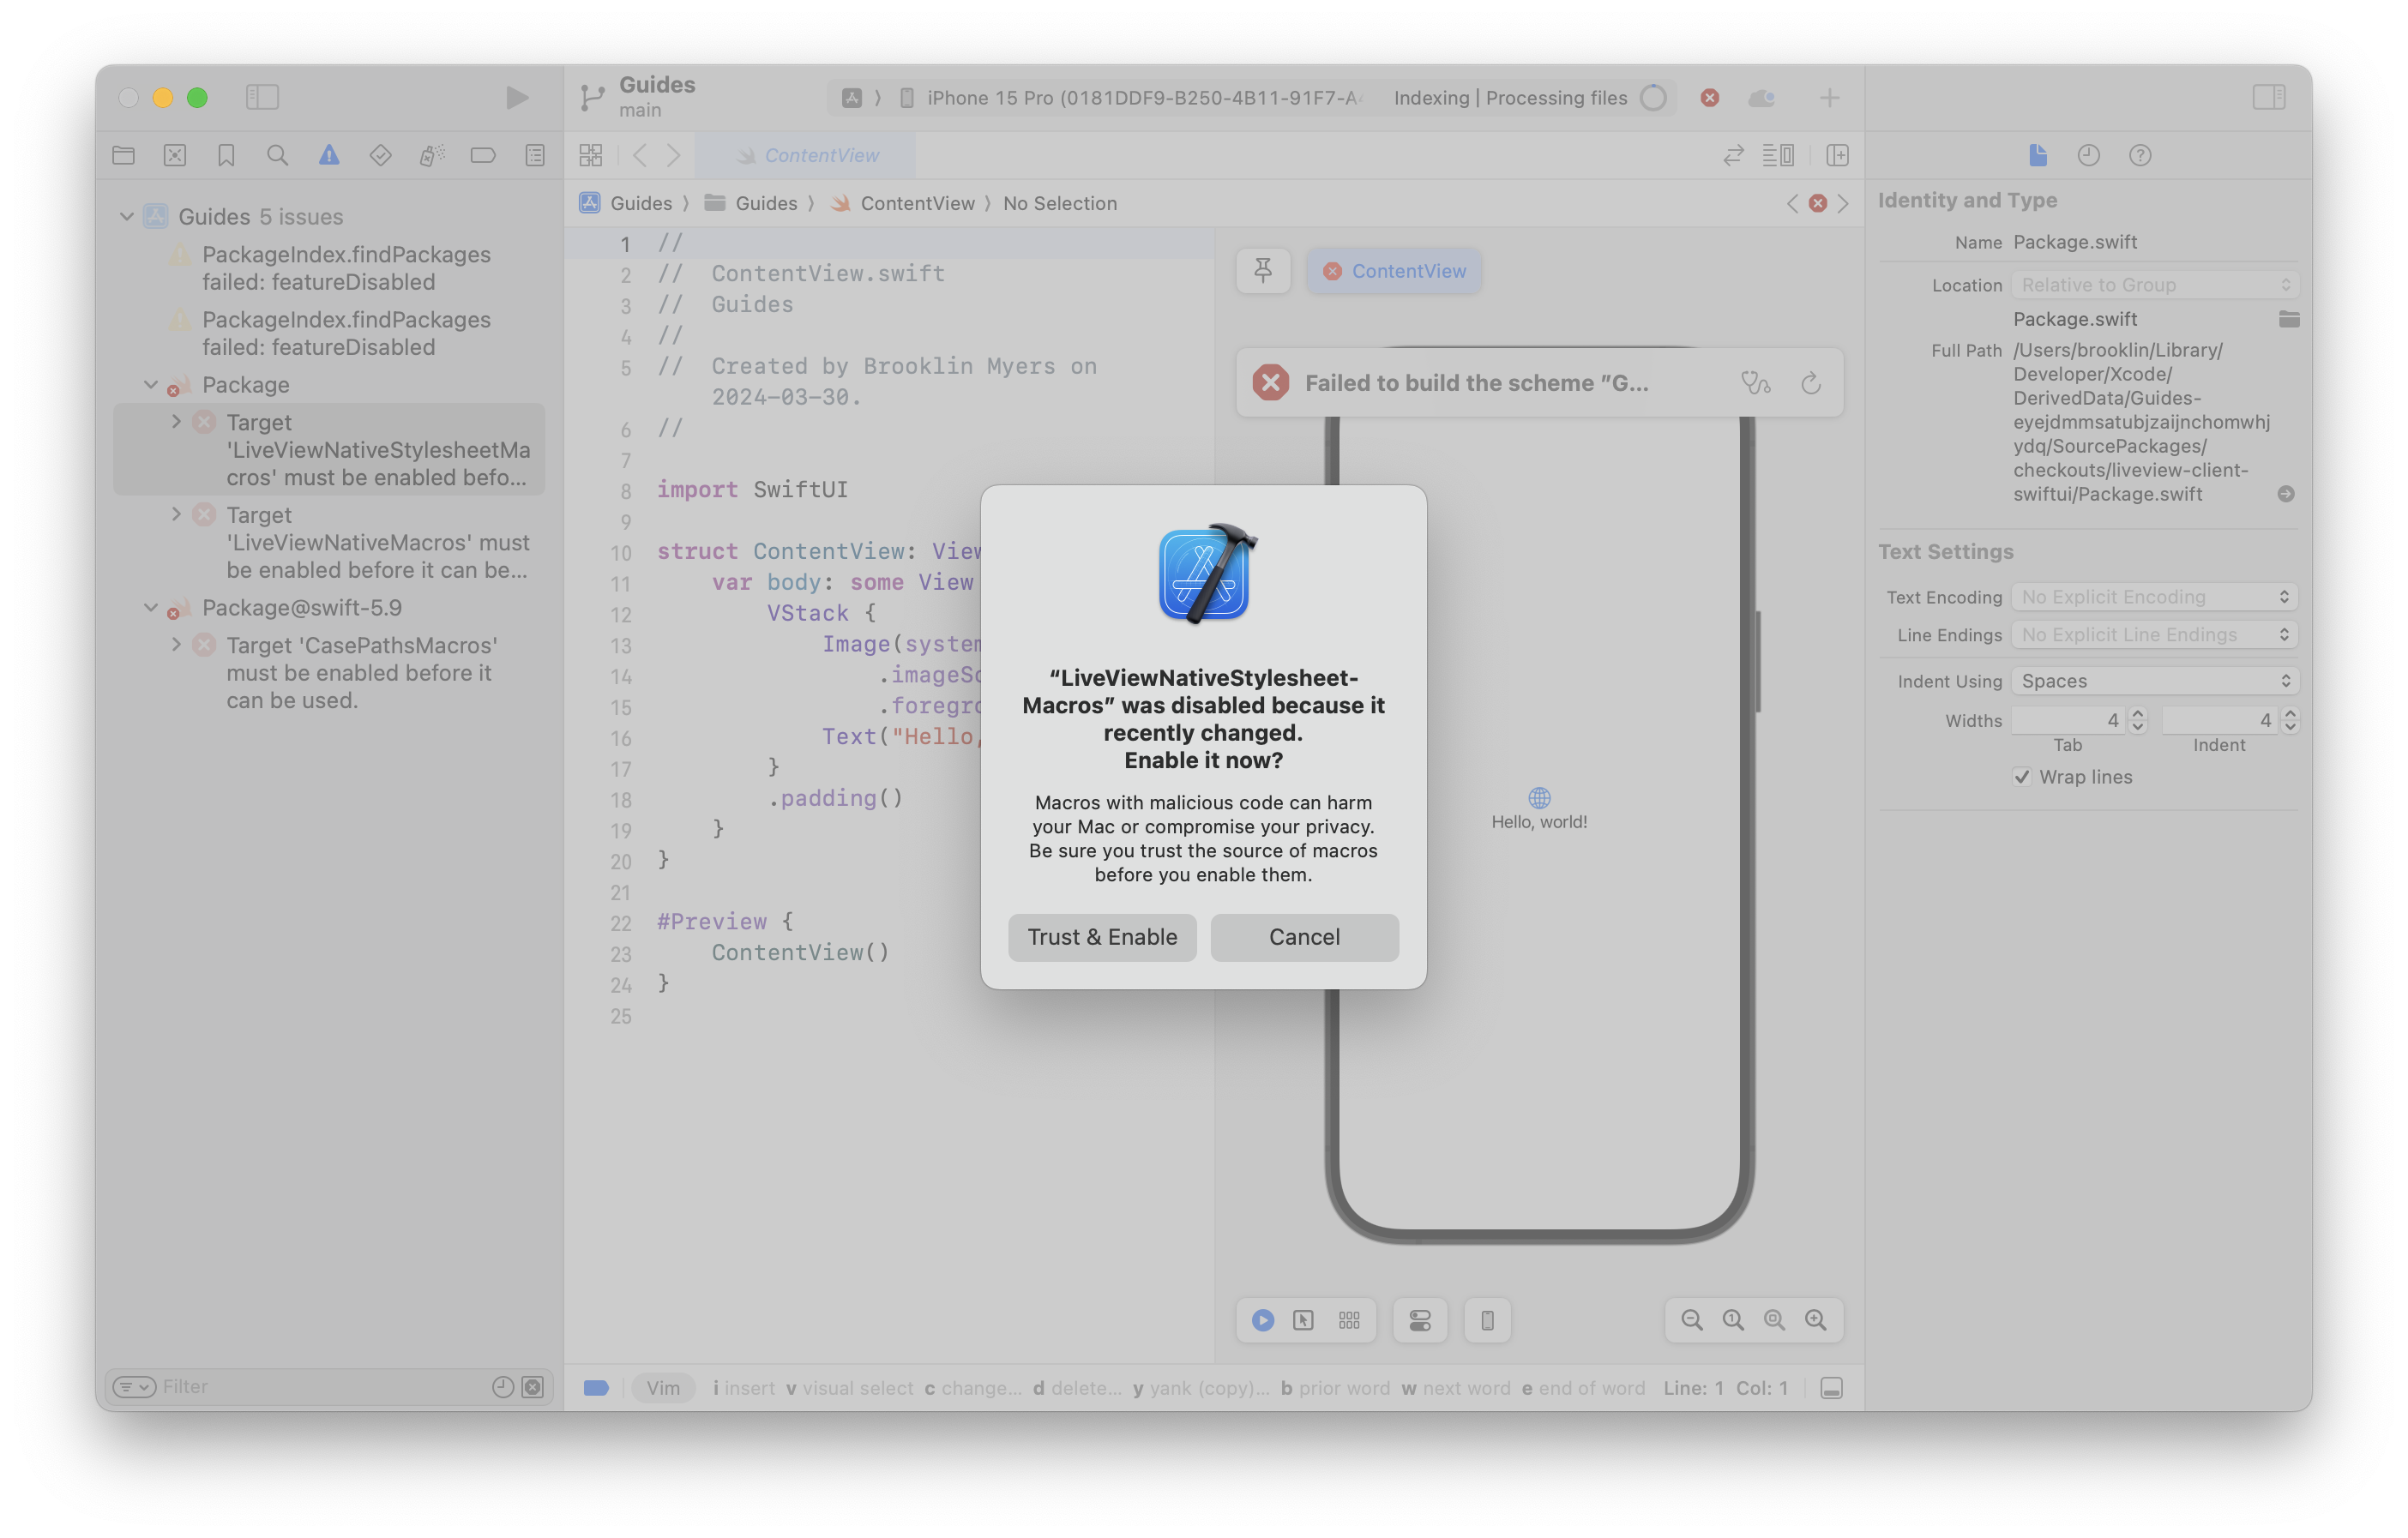 Guides
main
iPhone 15 Pro (0181DDF9-B250-4B11-91F7-A
Indexing | Processing files
ContentView
Guides 5 issues
PackageIndex.findPackages
failed: featureDisabled
PackageIndex.findPackages
failed: featureDisabled
Package
Target
'LiveViewNativeStylesheetMa
cros' must be enabled befo...
Target
'LiveViewNativeMacros' must
be enabled before it can be...
Package@swift-5.9
Target 'CasePathsMacros'
must be enabled before it
can be used.
Filter
Guides 〉 Guides 〉 ContentView 〉 No Selection
1 //
2 // ContentView.swift
3 // Guides
4 //
5 // Created by Brooklin Myers on
2024-03-30.
6 //
7
8 import SwiftUI
9
10 struct ContentView: View
11 var body: some View
12 VStack {
13 Image(system
14 .imageSc
15 .foregro
16 Text("Hello,
17 }
18 .padding()
19 }
20 }
21
22 #Preview {
23 ContentView()
24 }
25
ContentView
Failed to build the scheme "G...
Hello, world!
“LiveViewNativeStylesheet-
Macros” was disabled because it
recently changed.
Enable it now?
Macros with malicious code can harm
your Mac or compromise your privacy.
Be sure you trust the source of macros
before you enable them.
Trust & Enable
Cancel
Vim i insert v visual select c change... d delete... y yank (copy)... b prior word w next word e end of word Line: 1 Col: 1
Identity and Type
Name Package.swift
Location Relative to Group
Package.swift
Full Path /Users/brooklin/Library/
Developer/Xcode/
DerivedData/Guides-
eyejdmmsatubjzaijnchomwhj
ydq/SourcePackages/
checkouts/liveview-client-
swiftui/Package.swift
Text Settings
Text Encoding No Explicit Encoding
Line Endings No Explicit Line Endings
Indent Using Spaces
Widths 4 4
Tab Indent
Wrap lines